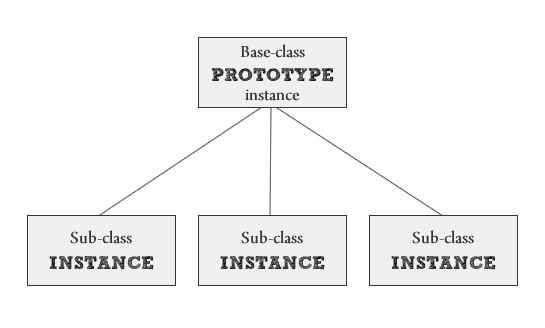 Base-class
PROTOTYPE
instance
Sub-class
INSTANCE
Sub-class
INSTANCE
Sub-class
INSTANCE